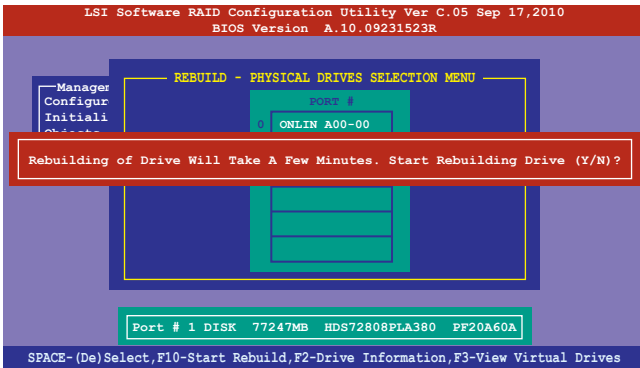 LSI Software RAID Configuration Utility Ver C.05 Sep 17,2010
BIOS Version A.10.09231523R
REBUILD - PHYSICAL DRIVES SELECTION MENU
Managem
Configur
Initiali
PORT #
0 ONLIN A00-00
Rebuilding of Drive Will Take A Few Minutes. Start Rebuilding Drive (Y/N)?
Port # 1 DISK 77247MB HDS72808PLA380 PF20A60A
SPACE-(De)Select,F10-Start Rebuild,F2-Drive Information,F3-View Virtual Drives